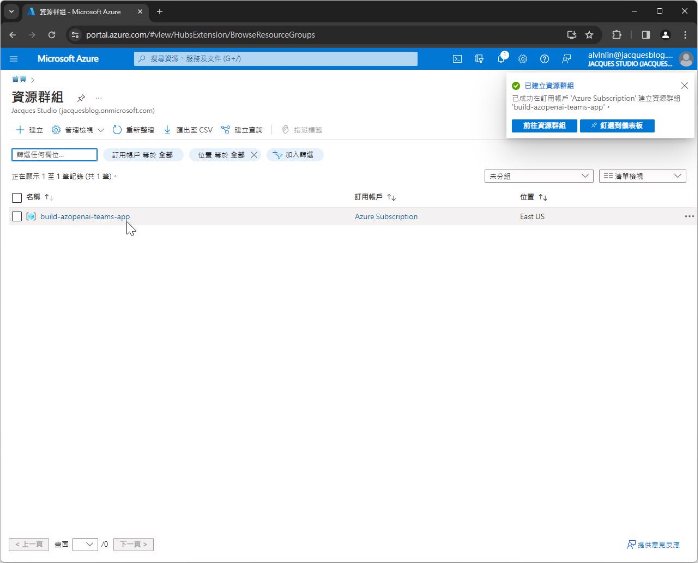 資源群組 - Microsoft Azure
portal.azure.com/#view/HubsExtension/BrowseResourceGroups
Microsoft Azure
搜尋資源、服務及文件 (G+/)
1
alvinlin@jacquesblog....
JACQUES STUDIO (JACQUES...
首頁 >
資源群組
Jacques Studio (jacquesblog.onmicrosoft.com)
已建立資源群組
已成功在訂用帳戶 'Azure Subscription' 建立資源群組
'build-azopenai-teams-app'。
前往資源群組
釘選到儀表板
建立
管理檢視
重新整理
匯出至 CSV
建立查詢
指派標籤
篩選任何欄位...
訂用帳戶 等於 全部
位置 等於 全部
加入篩選
正在顯示 1 至 1 筆記錄 (共 1 筆)。
未分組
清單檢視
名稱 ↑↓
訂用帳戶 ↑↓
位置 ↑↓
build-azopenai-teams-app
Azure Subscription
East US
< 上一頁
頁面
/0
下一頁 >
提供意見反應